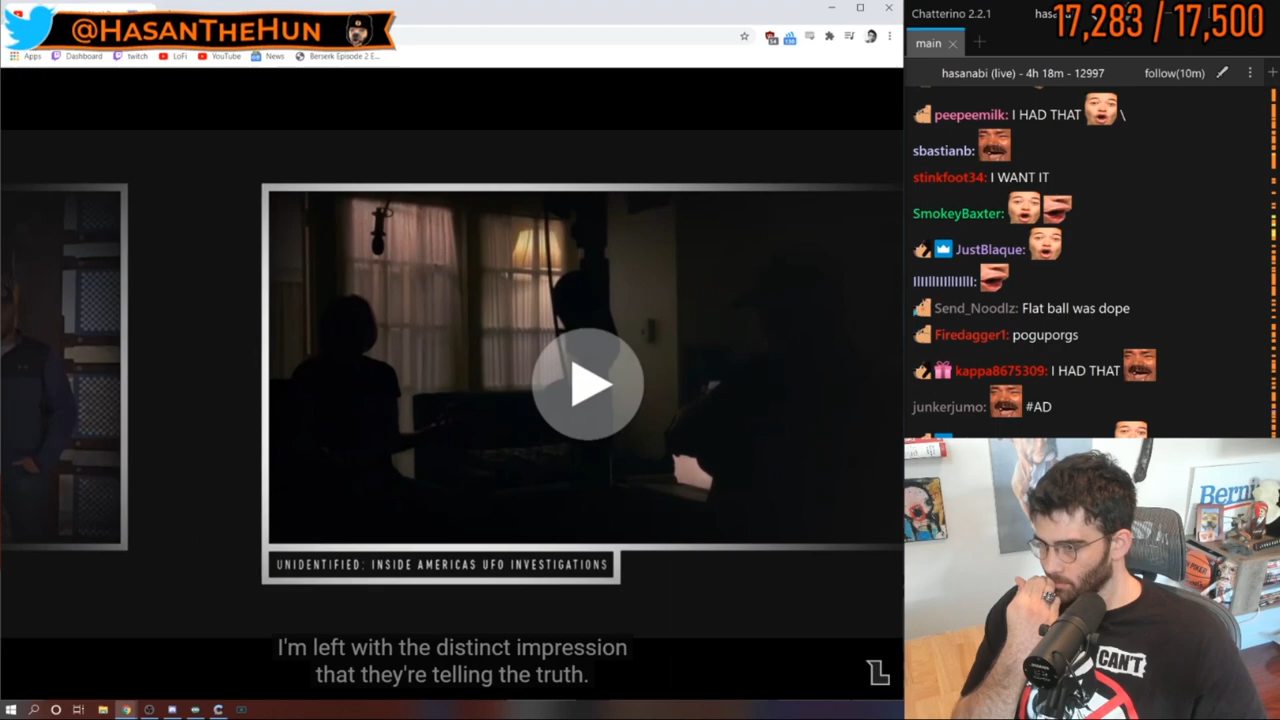 @HASANTHEHUN
Apps
Dashboard
twitch
LoFi
YouTube
News
Berserk Episode 2 E...
UNIDENTIFIED: INSIDE AMERICAS UFO INVESTIGATIONS
I'm left with the distinct impression
that they're telling the truth.
Chatterino 2.2.1
17,283 / 17,500
main
hasanabi (live) - 4h 18m - 12997
follow(10m)
peepeemilk: I HAD THAT \
sbastianb:
stinkfoot34: I WANT IT
SmokeyBaxter:
JustBlaque:
Send_Noodlz: Flat ball was dope
Firedagger1: poguporgs
kappa8675309: I HAD THAT
junkerjumo: #AD
CAN'T